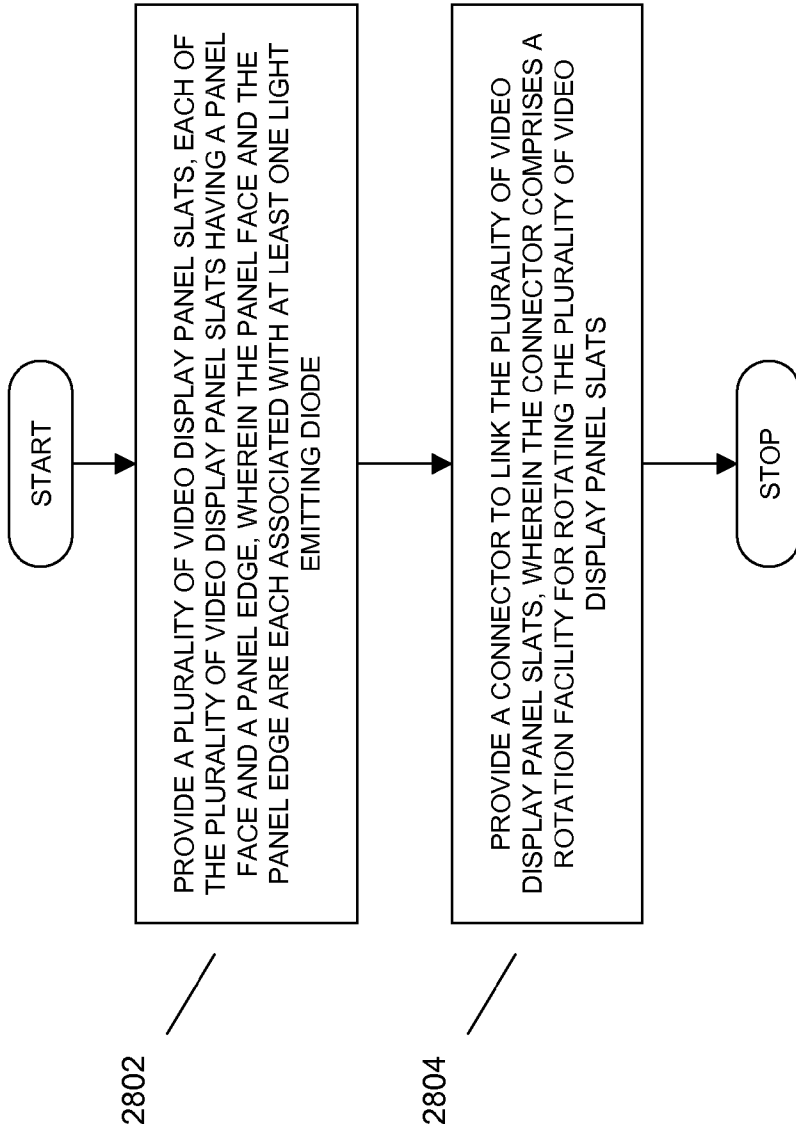 START
2802
PROVIDE A PLURALITY OF VIDEO DISPLAY PANEL SLATS, EACH OF
THE PLURALITY OF VIDEO DISPLAY PANEL SLATS HAVING A PANEL
FACE AND A PANEL EDGE, WHEREIN THE PANEL FACE AND THE
PANEL EDGE ARE EACH ASSOCIATED WITH AT LEAST ONE LIGHT
EMITTING DIODE
2804
PROVIDE A CONNECTOR TO LINK THE PLURALITY OF VIDEO
DISPLAY PANEL SLATS, WHEREIN THE CONNECTOR COMPRISES A
ROTATION FACILITY FOR ROTATING THE PLURALITY OF VIDEO
DISPLAY PANEL SLATS
STOP